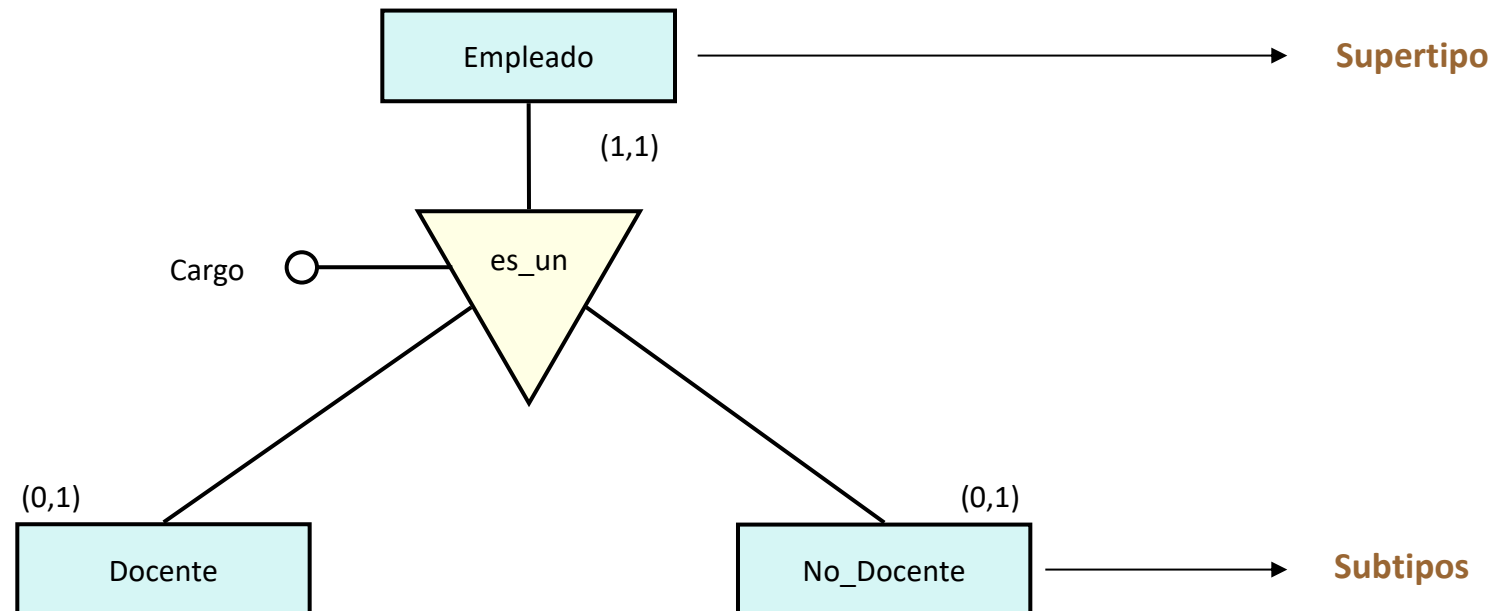 Empleado
Supertipo
(1,1)
es_un
Cargo
(0,1)
(0,1)
Docente
No_Docente
Subtipos